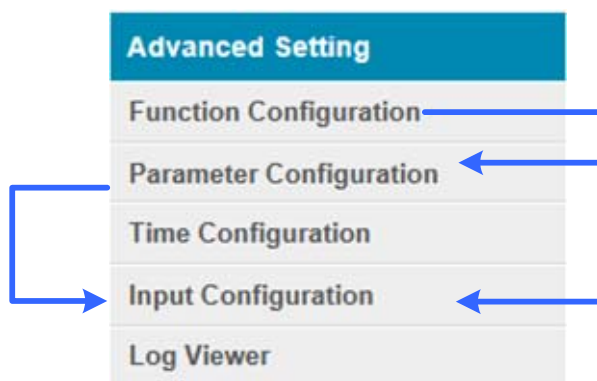 Advanced Setting
Function Configuration
Parameter Configuration
Time Configuration
Input Configuration
Log Viewer